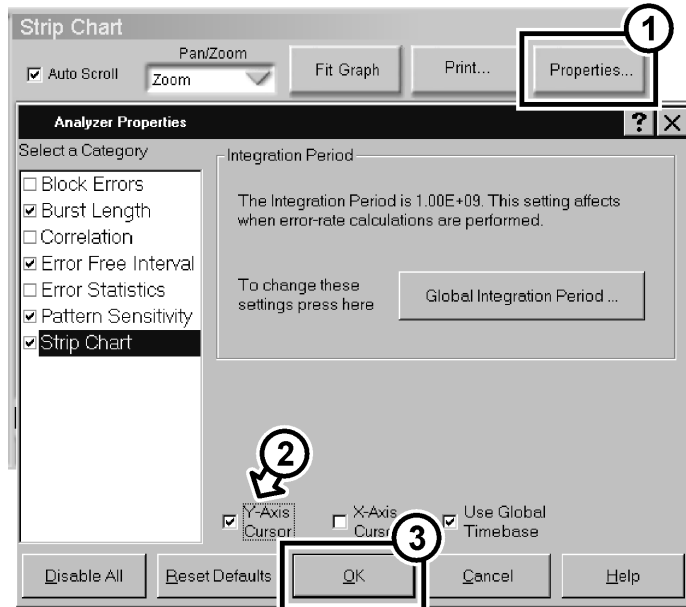 Strip Chart
1
Pan/Zoom
Auto Scroll
Zoom
Fit Graph
Print...
Properties...
Analyzer Properties
?
Select a Category
Integration Period
Block Errors
Burst Length
Correlation
Error Free Interval
Error Statistics
Pattern Sensitivity
Strip Chart
The Integration Period is 1.00E+09. This setting affects
when error-rate calculations are performed.
To change these
settings press here
Global Integration Period ...
2
Y-Axis
Cursor
X-Axis
Use Global
Timebase
3
Disable All
Reset Defaults
OK
Cancel
Help